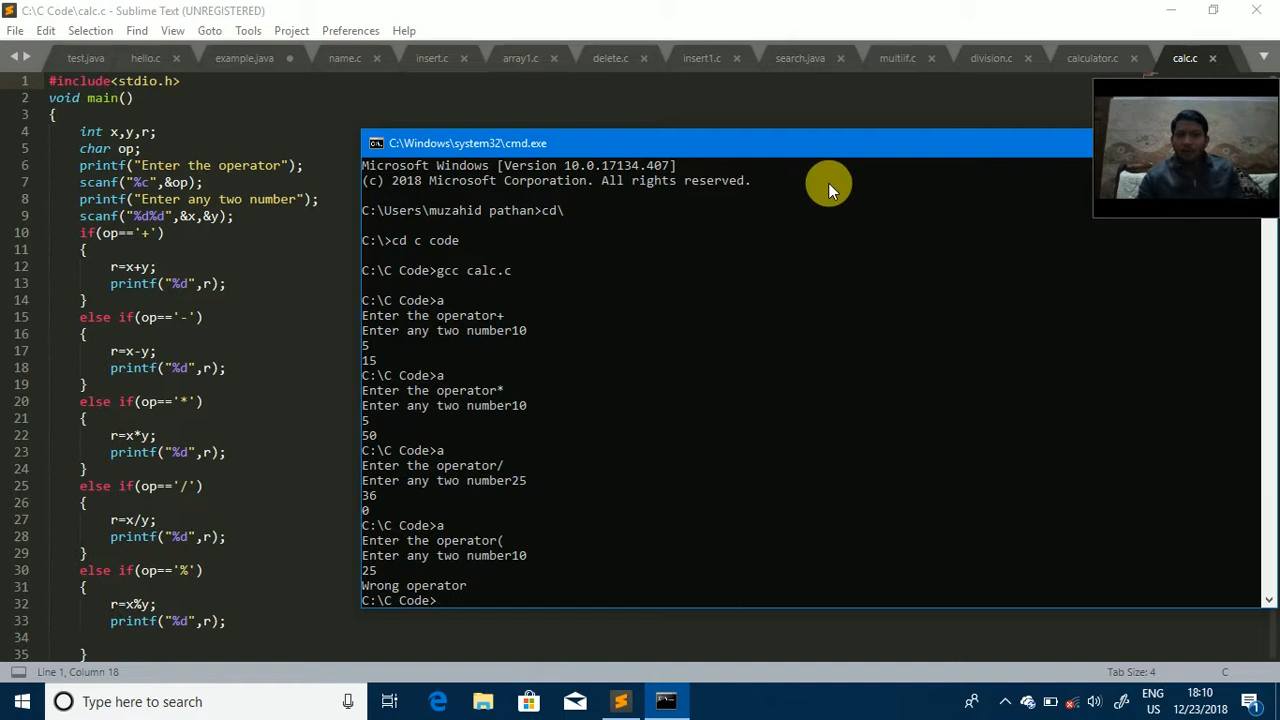 C:\C Code\calc.c - Sublime Text (UNREGISTERED)
File Edit Selection Find View Goto Tools Project Preferences Help
test.java hello.c example.java name.c insert.c array1.c delete.c insert1.c search.java multiif.c division.c calculator.c calc.c
1 #include<stdio.h>
2 void main()
3 {
4 int x,y,r;
5 char op;
6 printf("Enter the operator");
7 scanf("%c",&op);
8 printf("Enter any two number");
9 scanf("%d%d",&x,&y);
10 if(op=='+')
11 {
12 r=x+y;
13 printf("%d",r);
14 }
15 else if(op=='-')
16 {
17 r=x-y;
18 printf("%d",r);
19 }
20 else if(op=='*')
21 {
22 r=x*y;
23 printf("%d",r);
24 }
25 else if(op=='/')
26 {
27 r=x/y;
28 printf("%d",r);
29 }
30 else if(op=='%')
31 {
32 r=x%y;
33 printf("%d",r);
34
35 }
C:\Windows\system32\cmd.exe
Microsoft Windows [Version 10.0.17134.407]
(c) 2018 Microsoft Corporation. All rights reserved.
C:\Users\muzahid pathan>cd\
C:\>cd c code
C:\C Code>gcc calc.c
C:\C Code>a
Enter the operator+
Enter any two number10
5
15
C:\C Code>a
Enter the operator*
Enter any two number10
5
50
C:\C Code>a
Enter the operator/
Enter any two number25
36
0
C:\C Code>a
Enter the operator(
Enter any two number10
25
Wrong operator
C:\C Code>
Line 1, Column 18 Tab Size: 4 C
Type here to search
ENG 18:10
US 12/23/2018
1